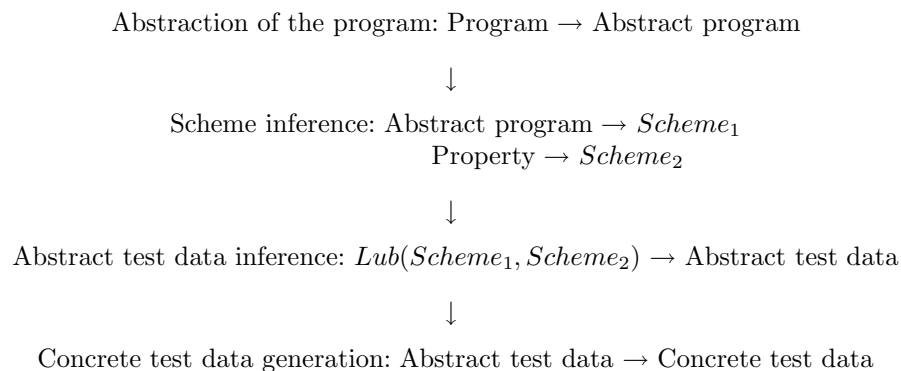 Abstraction of the program: Program → Abstract program
↓
Scheme inference: Abstract program → Scheme₁
Property → Scheme₂
↓
Abstract test data inference: Lub(Scheme₁, Scheme₂) → Abstract test data
↓
Concrete test data generation: Abstract test data → Concrete test data